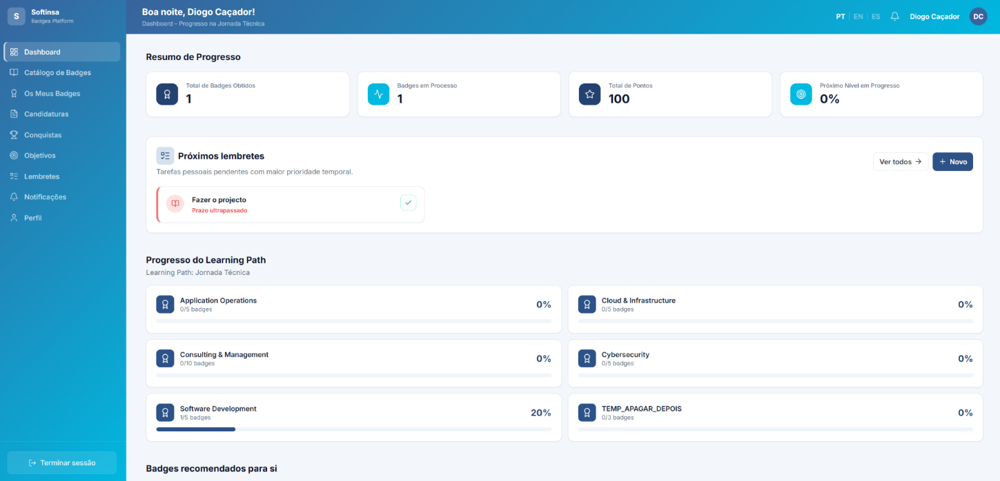 S
Softinsa
Badges Platform
Dashboard
Catálogo de Badges
Os Meus Badges
Candidaturas
Conquistas
Objetivos
Lembretes
Notificações
Perfil
Terminar sessão
Boa noite, Diogo Caçador!
Dashboard – Progresso na Jornada Técnica
PT EN ES Diogo Caçador DC
Resumo de Progresso
Total de Badges Obtidos
1
Badges em Processo
1
Total de Pontos
100
Próximo Nível em Progresso
0%
Próximos lembretes
Tarefas pessoais pendentes com maior prioridade temporal.
Ver todos →
+ Novo
Fazer o projecto
Prazo ultrapassado
Progresso do Learning Path
Learning Path: Jornada Técnica
Application Operations
0/5 badges
0%
Cloud & Infrastructure
0/5 badges
0%
Consulting & Management
0/10 badges
0%
Cybersecurity
0/5 badges
0%
Software Development
1/5 badges
20%
TEMP_APAGAR_DEPOIS
0/3 badges
0%
Badges recomendados para si